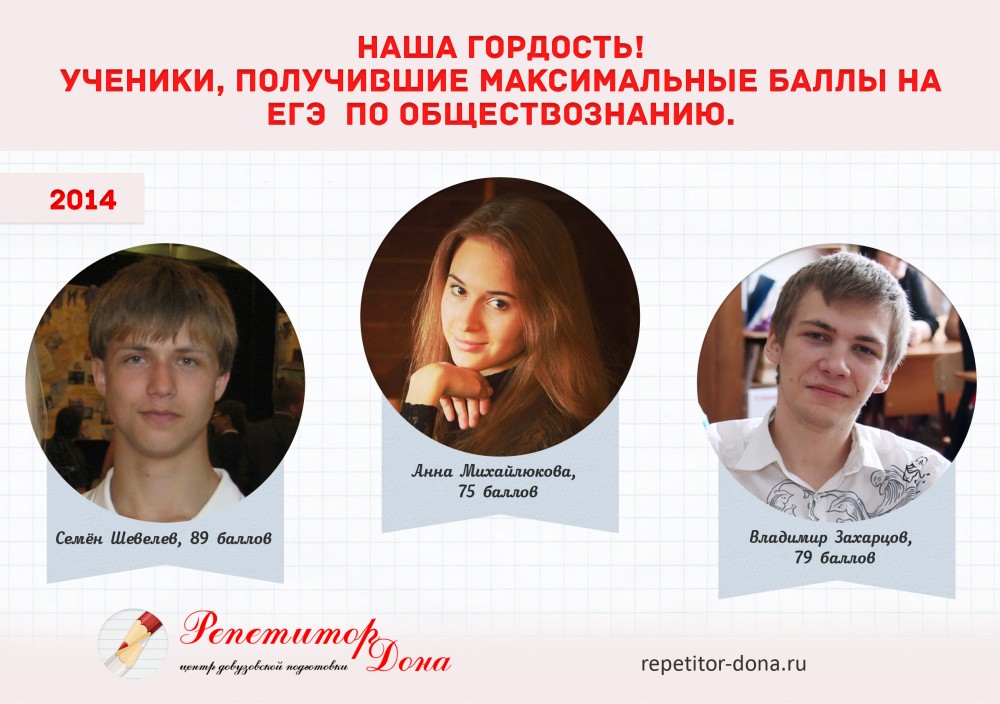 НАША ГОРДОСТЬ!
УЧЕНИКИ, ПОЛУЧИВШИЕ МАКСИМАЛЬНЫЕ БАЛЛЫ НА
ЕГЭ ПО ОБЩЕСТВОЗНАНИЮ.
2014
Семён Шевелев, 89 баллов
Анна Михайлюкова,
75 баллов
Владимир Захарцов,
79 баллов
Репетитор
Дона
центр довузовской подготовки
repetitor-dona.ru